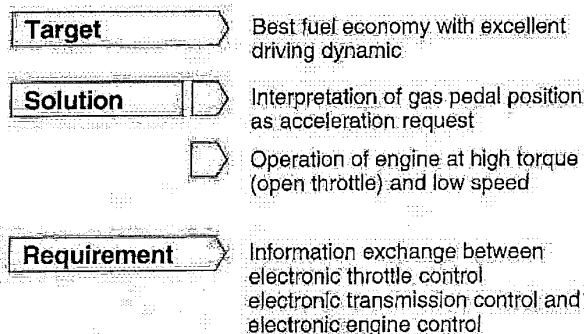 Target
Best fuel economy with excellent
driving dynamic
Solution
Interpretation of gas pedal position
as acceleration request
Operation of engine at high torque
(open throttle) and low speed
Requirement
Information exchange between
electronic throttle control
electronic transmission control and
electronic engine control